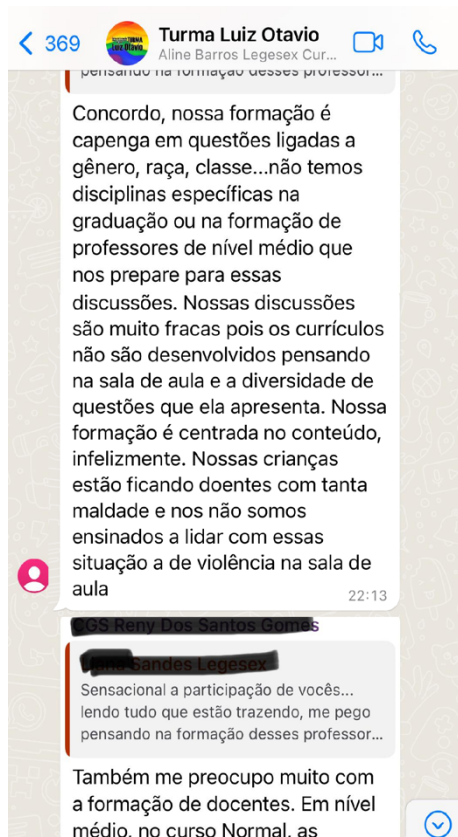 369
Turma Luiz Otavio
Aline Barros Legesex Cur...
pensando na formação desses professor...
Concordo, nossa formação é
capenga em questões ligadas a
gênero, raça, classe...não temos
disciplinas específicas na
graduação ou na formação de
professores de nível médio que
nos prepare para essas
discussões. Nossas discussões
são muito fracas pois os currículos
não são desenvolvidos pensando
na sala de aula e a diversidade de
questões que ela apresenta. Nossa
formação é centrada no conteúdo,
infelizmente. Nossas crianças
estão ficando doentes com tanta
maldade e nos não somos
ensinados a lidar com essas
situação a de violência na sala de
aula
22:13
Sensacional a participação de vocês...
lendo tudo que estão trazendo, me pego
pensando na formação desses professor...
Também me preocupo muito com
a formação de docentes. Em nível
médio, no curso Normal, as